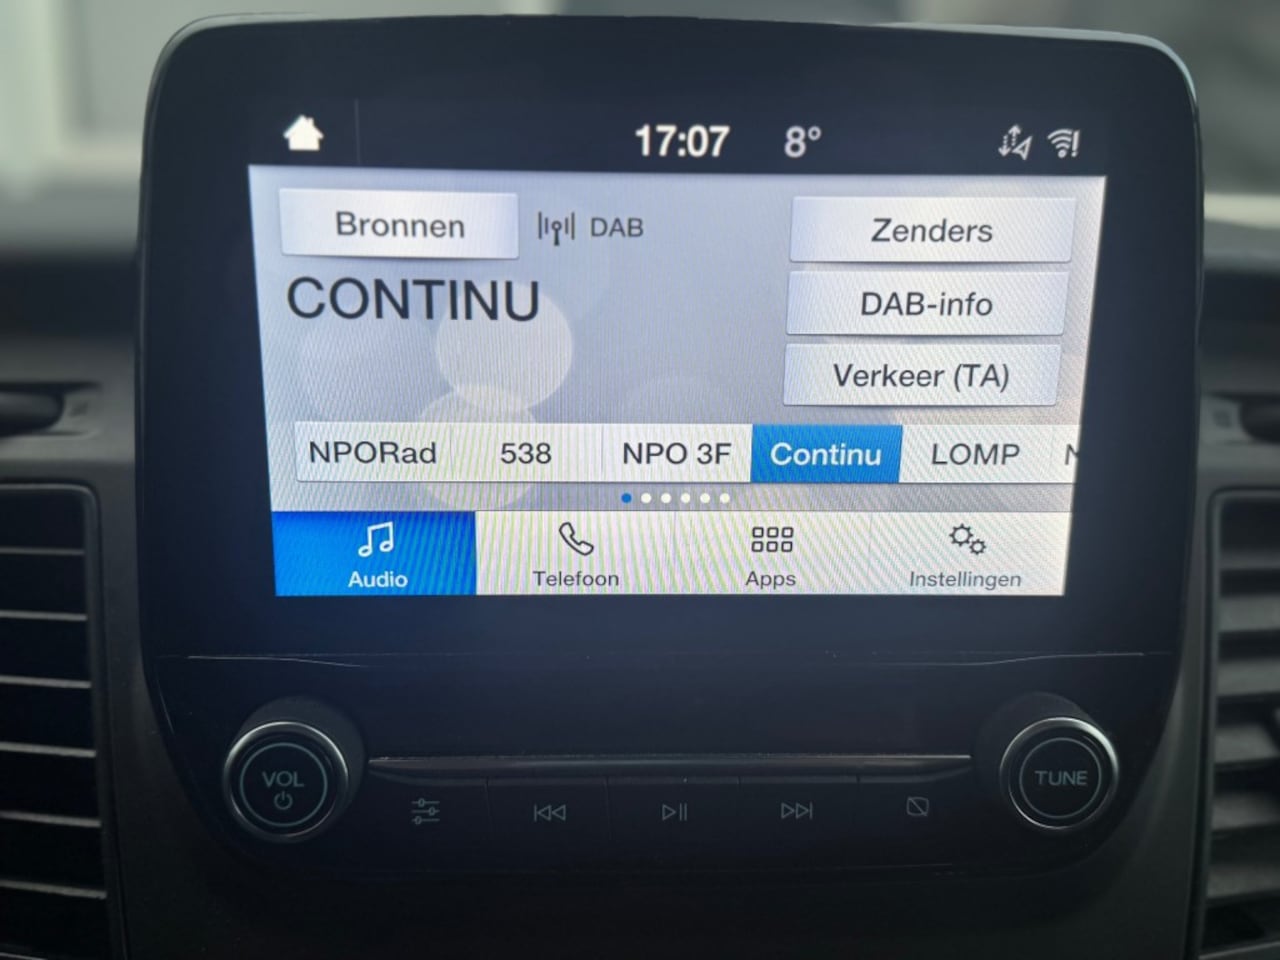 17:07 8°
Bronnen DAB Zenders
CONTINU DAB-info
Verkeer (TA)
NPORad 538 NPO 3F Continu LOMP N
Audio Telefoon Apps Instellingen
VOL TUNE